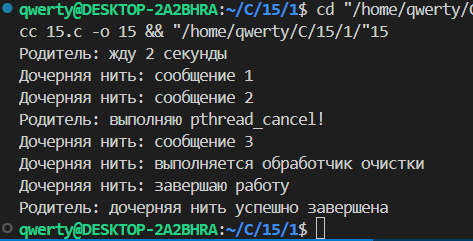 qwerty@DESKTOP-2A2BHRA:~/C/15/1$ cd "/home/qwerty/C
cc 15.c -o 15 && "/home/qwerty/C/15/1/"15
Родитель: жду 2 секунды
Дочерняя нить: сообщение 1
Дочерняя нить: сообщение 2
Родитель: выполняю pthread_cancel!
Дочерняя нить: сообщение 3
Дочерняя нить: выполняется обработчик очистки
Дочерняя нить: завершаю работу
Родитель: дочерняя нить успешно завершена
qwerty@DESKTOP-2A2BHRA:~/C/15/1$